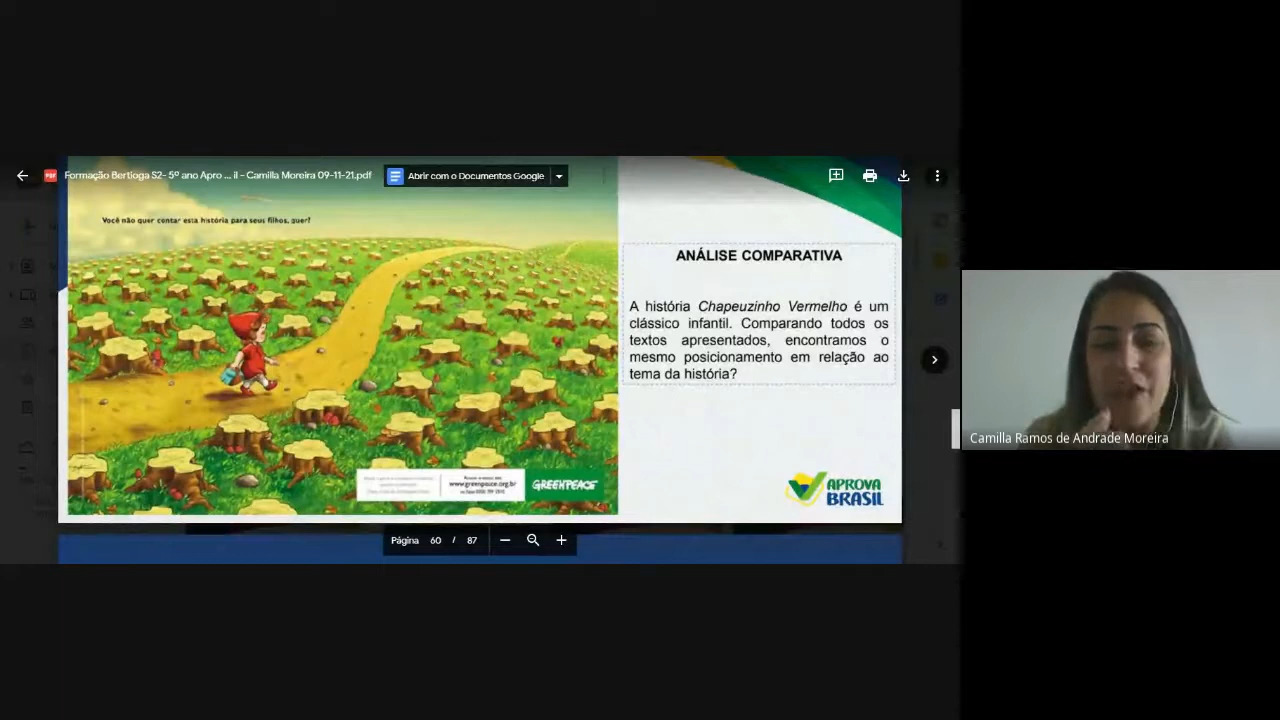 Formação Bertioga S2- 5º ano Apro ... il - Camilla Moreira 09-11-21.pdf
Abrir com o Documentos Google
Você não quer contar esta história para seus filhos, quer?
ANÁLISE COMPARATIVA
A história Chapeuzinho Vermelho é um
clássico infantil. Comparando todos os
textos apresentados, encontramos o
mesmo posicionamento em relação ao
tema da história?
www.greenpeace.org.br
GREENPEACE
APROVA
BRASIL
Página 60 / 87
Camilla Ramos de Andrade Moreira